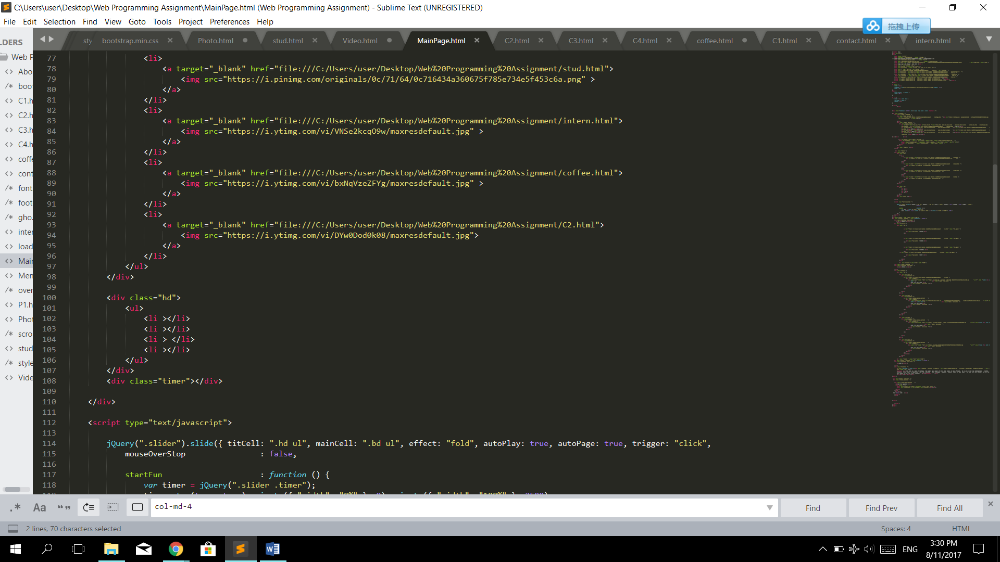 C:\Users\user\Desktop\Web Programming Assignment\MainPage.html (Web Programming Assignment) - Sublime Text (UNREGISTERED)
File Edit Selection Find View Goto Tools Project Preferences Help
拖拽上传
LDERS
sty bootstrap.min.css Photo.html stud.html Video.html MainPage.html C2.html C3.html C4.html coffee.html C1.html contact.html intern.html
Web P
<> Abo
/* boot
<> C1.h
<> C2.h
<> C3.h
<> C4.h
<> coffe
<> cont
/* font
/* foot
/* gho.
<> inter
<> load
<> Main
<> Men
/* over
<> P1.h
<> Phot
/* scro
<> stud
/* style
<> Vide
77 <li>
78 <a target="_blank" href="file:///C:/Users/user/Desktop/Web%20Programming%20Assignment/stud.html">
79 <img src="https://i.pinimg.com/originals/0c/71/64/0c716434a360675f785e734e5f453c6a.png" >
80 </a>
81 </li>
82 <li>
83 <a target="_blank" href="file:///C:/Users/user/Desktop/Web%20Programming%20Assignment/intern.html">
84 <img src="https://i.ytimg.com/vi/VNSe2kcqO9w/maxresdefault.jpg" >
85 </a>
86 </li>
87 <li>
88 <a target="_blank" href="file:///C:/Users/user/Desktop/Web%20Programming%20Assignment/coffee.html">
89 <img src="https://i.ytimg.com/vi/bxNqVzeZFYg/maxresdefault.jpg" >
90 </a>
91 </li>
92 <li>
93 <a target="_blank" href="file:///C:/Users/user/Desktop/Web%20Programming%20Assignment/C2.html">
94 <img src="https://i.ytimg.com/vi/DYw0Dod0k08/maxresdefault.jpg">
95 </a>
96 </li>
97 </ul>
98 </div>
99
100 <div class="hd">
101 <ul>
102 <li ></li>
103 <li ></li>
104 <li > </li>
105 <li ></li>
106 </ul>
107 </div>
108 <div class="timer"></div>
109
110 </div>
111
112 <script type="text/javascript">
113
114 jQuery(".slider").slide({ titCell: ".hd ul", mainCell: ".bd ul", effect: "fold", autoPlay: true, autoPage: true, trigger: "click",
115 mouseOverStop : false,
116
117 startFun : function () {
118 var timer = jQuery(".slider .timer");
.* Aa “” col-md-4 Find Find Prev Find All
2 lines, 70 characters selected Spaces: 4 HTML
ENG 3:30 PM
8/11/2017